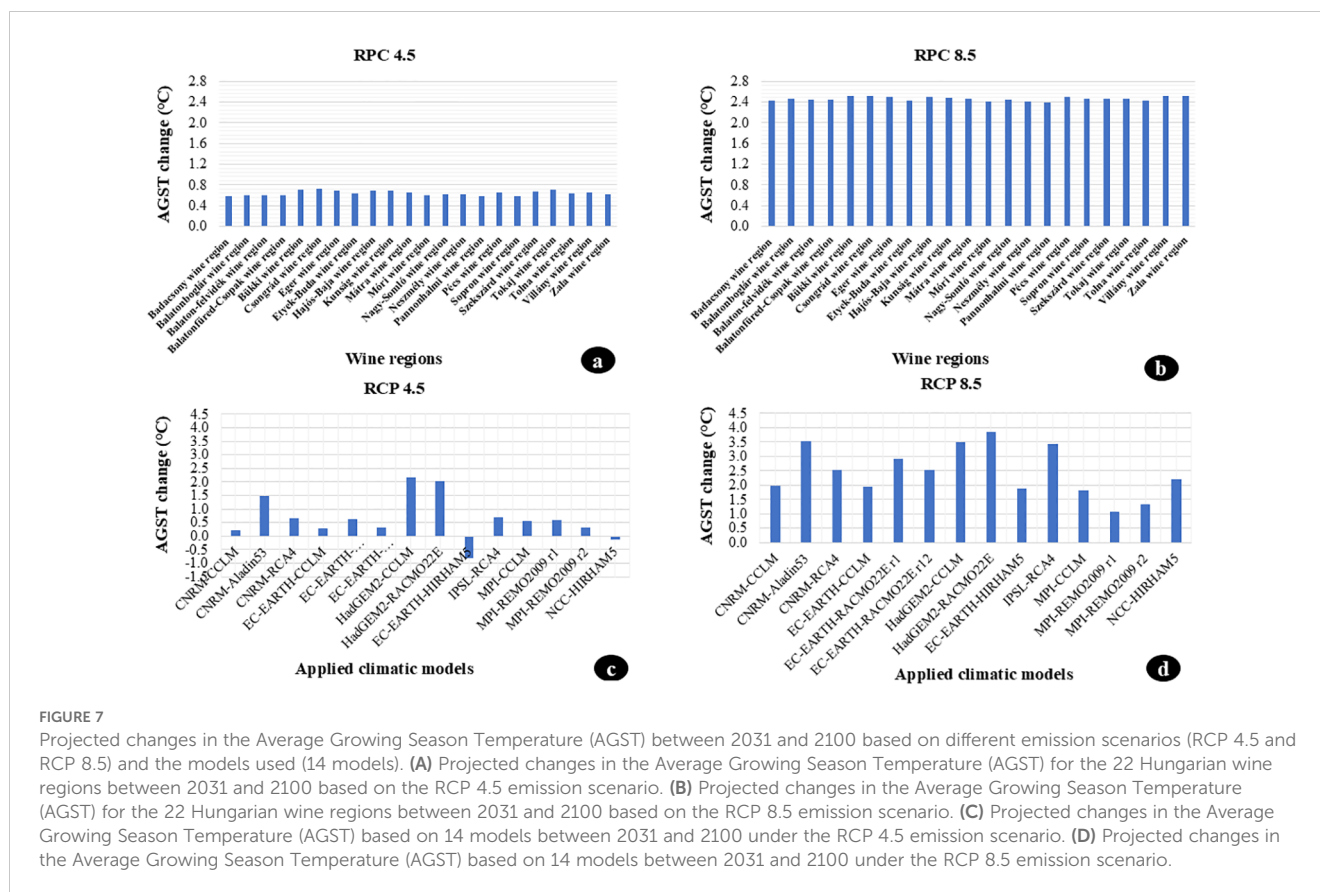 RPC 4.5
AGST change (°C)
2.8
2.4
2.0
1.6
1.2
0.8
0.4
0.0
Badacsony wine region
Balatonboglár wine region
Balaton-felvidék wine region
Balatonfüred-Csopak wine region
Bükki wine region
Csongrád wine region
Eger wine region
Etyek-Buda wine region
Hajós-Baja wine region
Kunsig wine region
Mátra wine region
Móri wine region
Nagy-Somló wine region
Neszmély wine region
Pannonhalmi wine region
Pécs wine region
Sopron wine region
Szekszárd wine region
Tokaj wine region
Tolna wine region
Villány wine region
Zala wine region
Wine regions
a
RPC 8.5
AGST change (°C)
2.8
2.4
2.0
1.6
1.2
0.8
0.4
0.0
Badacsony wine region
Balatonboglár wine region
Balaton-felvidék wine region
Balatonfüred-Csopak wine region
Bükki wine region
Csongrád wine region
Eger wine region
Etyek-Buda wine region
Hajós-Baja wine region
Kunsig wine region
Mátra wine region
Móri wine region
Nagy-Somló wine region
Neszmély wine region
Pannonhalmi wine region
Pécs wine region
Sopron wine region
Szekszárd wine region
Tokaj wine region
Tolna wine region
Villány wine region
Zala wine region
Wine regions
b
RCP 4.5
AGST change (°C)
4.5
4.0
3.5
3.0
2.5
2.0
1.5
1.0
0.5
0.0
-0.5
-1.0
CNRM-CCLM
CNRM-Aladin53
CNRM-RCA4
EC-EARTH-CCLM
EC-EARTH-…
EC-EARTH-…
HadGEM2-CCLM
HadGEM2-RACMO22E
EC-EARTH-HIRHAM5
IPSL-RCA4
MPI-CCLM
MPI-REMO2009 r1
MPI-REMO2009 r2
NCC-HIRHAM5
Applied climatic models
c
RCP 8.5
AGST change (°C)
4.5
4.0
3.5
3.0
2.5
2.0
1.5
1.0
0.5
0.0
CNRM-CCLM
CNRM-Aladin53
CNRM-RCA4
EC-EARTH-CCLM
EC-EARTH-RACMO22E r1
EC-EARTH-RACMO22E r12
HadGEM2-CCLM
HadGEM2-RACMO22E
EC-EARTH-HIRHAM5
IPSL-RCA4
MPI-CCLM
MPI-REMO2009 r1
MPI-REMO2009 r2
NCC-HIRHAM5
Applied climatic models
d
FIGURE 7
Projected changes in the Average Growing Season Temperature (AGST) between 2031 and 2100 based on different emission scenarios (RCP 4.5 and
RCP 8.5) and the models used (14 models). (A) Projected changes in the Average Growing Season Temperature (AGST) for the 22 Hungarian wine
regions between 2031 and 2100 based on the RCP 4.5 emission scenario. (B) Projected changes in the Average Growing Season Temperature
(AGST) for the 22 Hungarian wine regions between 2031 and 2100 based on the RCP 8.5 emission scenario. (C) Projected changes in the Average
Growing Season Temperature (AGST) based on 14 models between 2031 and 2100 under the RCP 4.5 emission scenario. (D) Projected changes in
the Average Growing Season Temperature (AGST) based on 14 models between 2031 and 2100 under the RCP 8.5 emission scenario.